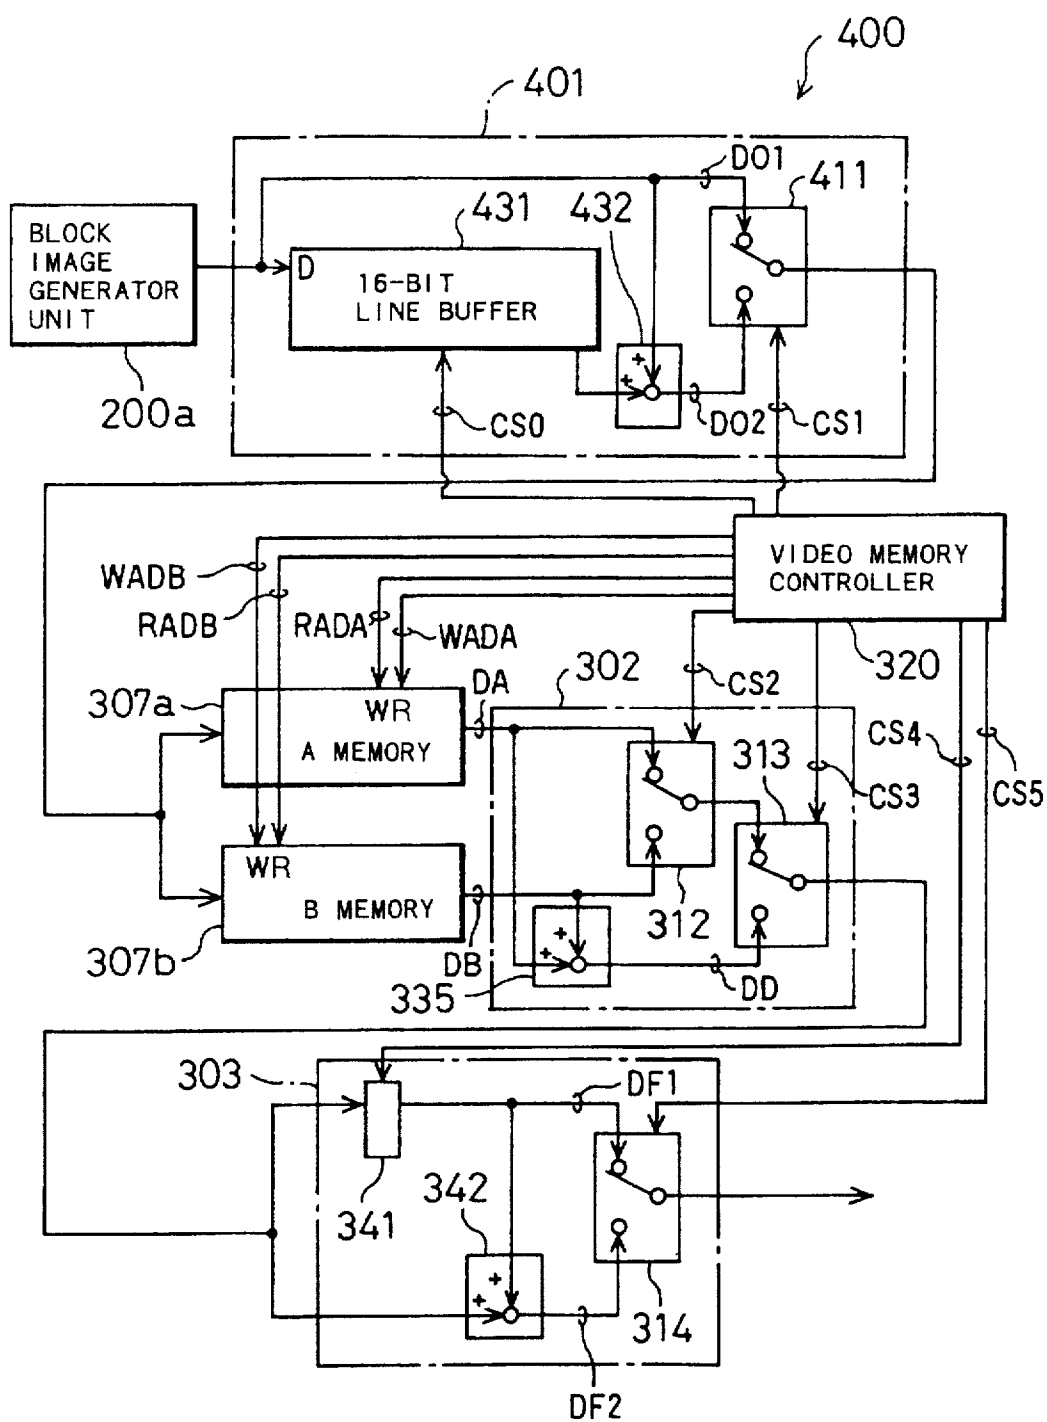 400
401
DO1
411
431
432
BLOCK
IMAGE
GENERATOR
UNIT
D
16-BIT
LINE BUFFER
+
+
200a
CS0
DO2
CS1
VIDEO MEMORY
CONTROLLER
WADB
RADB
RADA
WADA
320
302
CS2
307a
DA
WR
A MEMORY
CS4
313
CS3
CS5
WR
B MEMORY
312
307b
DB
+
+
335
DD
303
DF1
341
342
+
+
314
DF2